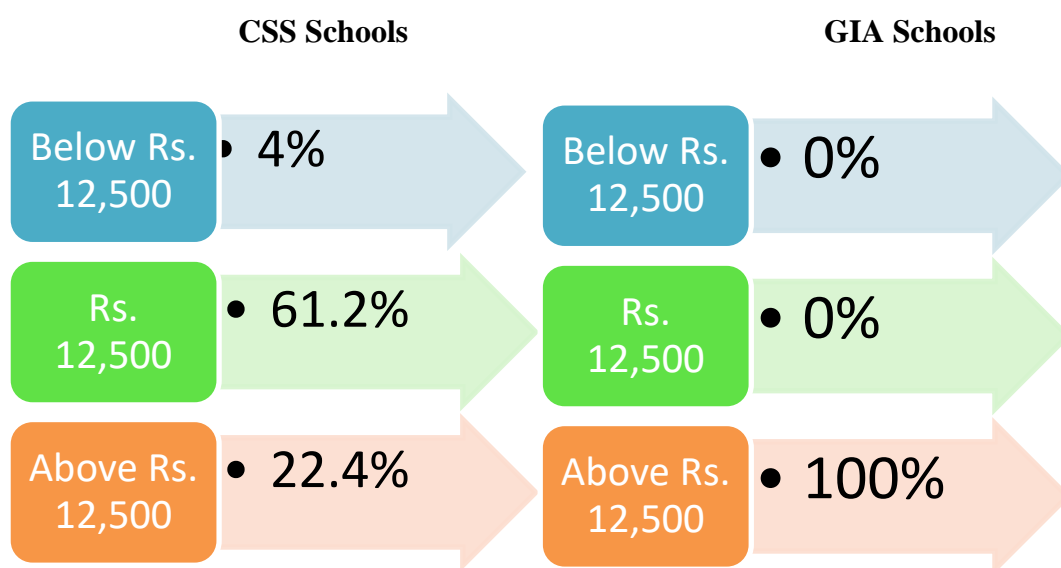 CSS Schools
GIA Schools
Below Rs.
12,500
• 4%
Rs.
12,500
• 61.2%
Above Rs.
12,500
• 22.4%
Below Rs.
12,500
• 0%
Rs.
12,500
• 0%
Above Rs.
12,500
• 100%